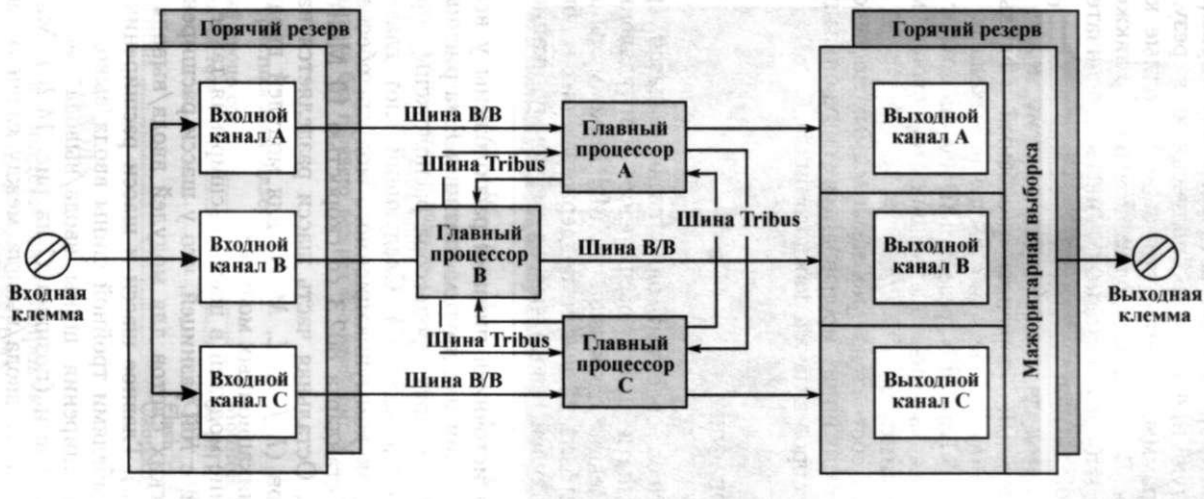 Горячий резерв
Горячий резерв
Входной
канал А
Шина В/В
Главный
процессор
А
Выходной
канал А
Шина Tribus
Входная
клемма
Входной
канал В
Главный
процессор
В
Шина В/В
Шина Tribus
Выходной
канал В
Мажоритарная выборка
Выходная
клемма
Шина Tribus
Входной
канал С
Шина В/В
Главный
процессор
С
Выходной
канал С